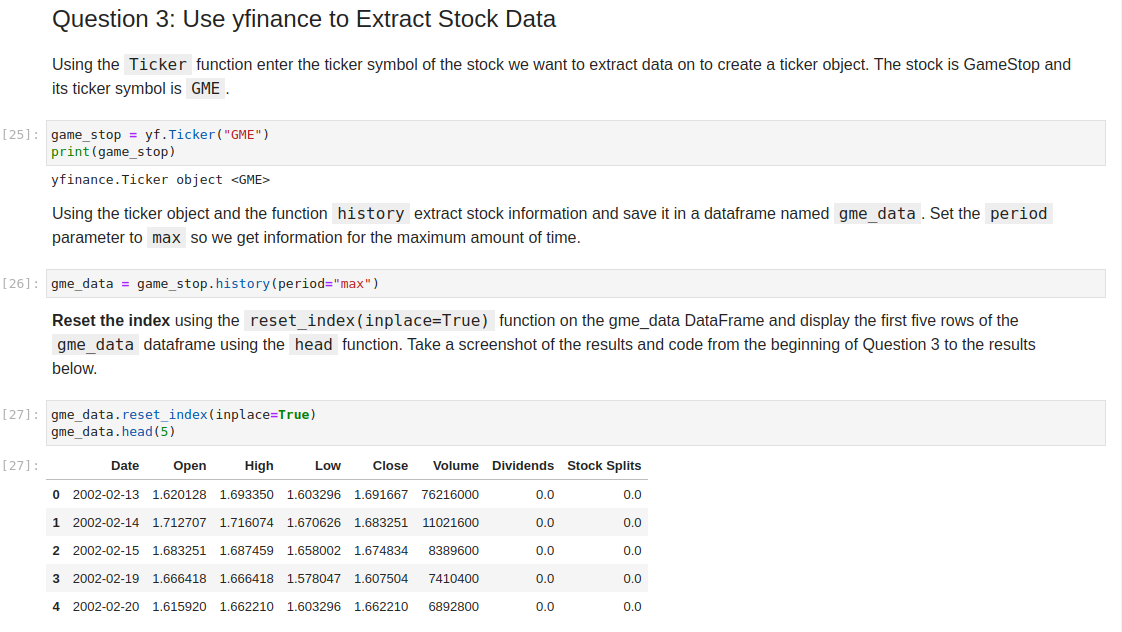 Question 3: Use yfinance to Extract Stock Data
Using the Ticker function enter the ticker symbol of the stock we want to extract data on to create a ticker object. The stock is GameStop and
its ticker symbol is GME .
[25]: game_stop = yf.Ticker("GME")
print(game_stop)
yfinance.Ticker object <GME>
Using the ticker object and the function history extract stock information and save it in a dataframe named gme_data . Set the period
parameter to max so we get information for the maximum amount of time.
[26]: gme_data = game_stop.history(period="max")
Reset the index using the reset_index(inplace=True) function on the gme_data DataFrame and display the first five rows of the
gme_data dataframe using the head function. Take a screenshot of the results and code from the beginning of Question 3 to the results
below.
[27]: gme_data.reset_index(inplace=True)
gme_data.head(5)
[27]: Date Open High Low Close Volume Dividends Stock Splits
0 2002-02-13 1.620128 1.693350 1.603296 1.691667 76216000 0.0 0.0
1 2002-02-14 1.712707 1.716074 1.670626 1.683251 11021600 0.0 0.0
2 2002-02-15 1.683251 1.687459 1.658002 1.674834 8389600 0.0 0.0
3 2002-02-19 1.666418 1.666418 1.578047 1.607504 7410400 0.0 0.0
4 2002-02-20 1.615920 1.662210 1.603296 1.662210 6892800 0.0 0.0